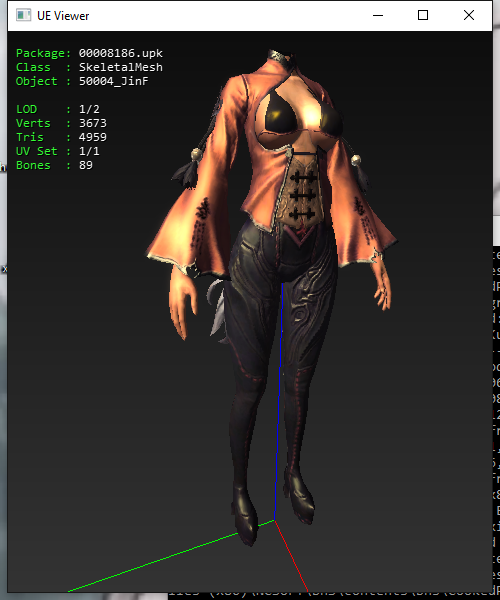 UE Viewer
Package: 00008186.upk
Class : SkeletalMesh
Object : 50004_JinF
LOD : 1/2
Verts : 3673
Tris : 4959
UV Set : 1/1
Bones : 89